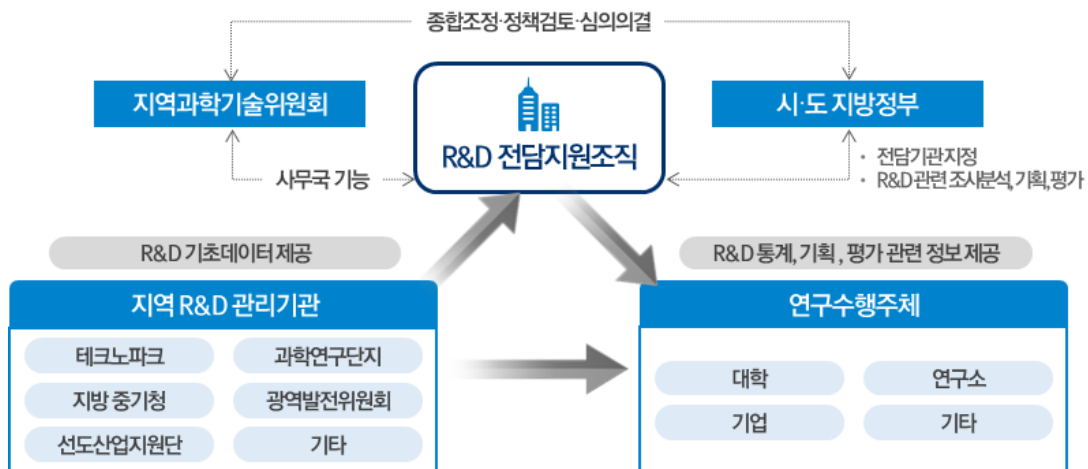 종합조정·정책검토·심의의결
지역과학기술위원회
시·도 지방정부
R&D 전담지원조직
사무국 기능
· 전담기관지정
· R&D 관련 조사분석, 기획, 평가
R&D 기초데이터 제공
R&D 통계, 기획, 평가 관련 정보 제공
지역 R&D 관리기관
테크노파크
과학연구단지
지방 중기청
광역발전위원회
선도산업지원단
기타
연구수행주체
대학
연구소
기업
기타